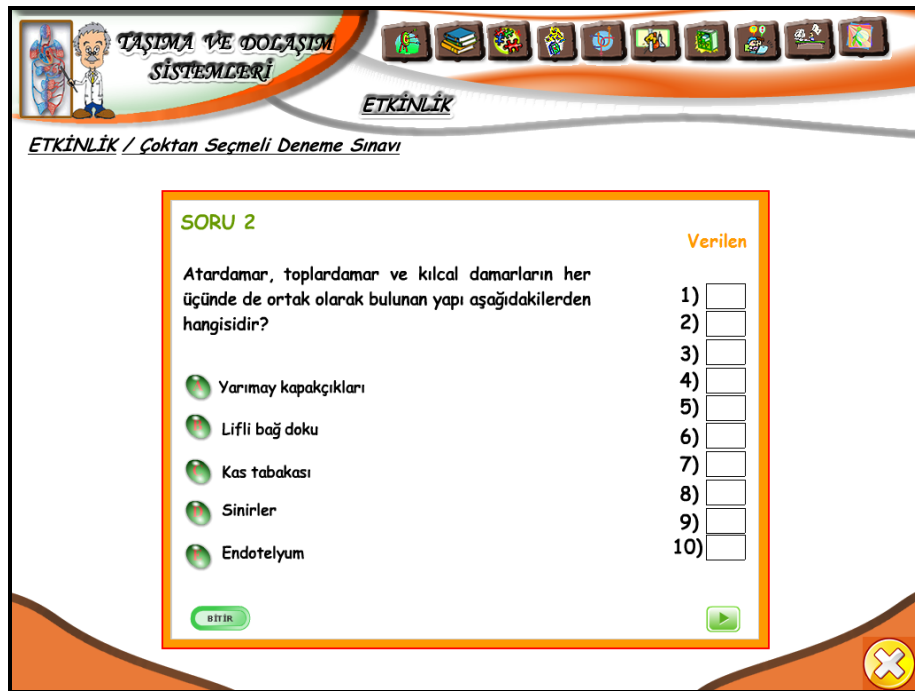 TAŞIMA VE DOLAŞIM
SİSTEMLERİ
ETKİNLİK
ETKİNLİK / Çoktan Seçmeli Deneme Sınavı
SORU 2
Verilen
Atardamar, toplardamar ve kılcal damarların her
üçünde de ortak olarak bulunan yapı aşağıdakilerden
hangisidir?
Yarımay kapakçıkları
Lifli bağ doku
Kas tabakası
Sinirler
Endotelyum
1)
2)
3)
4)
5)
6)
7)
8)
9)
10)
BİTİR